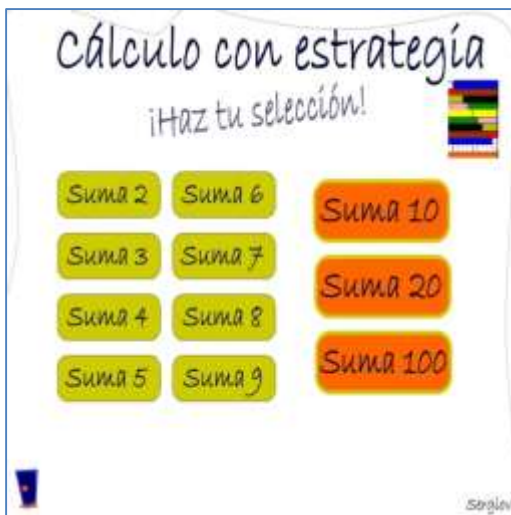 Cálculo con estrategia
¡Haz tu selección!
Suma 2
Suma 6
Suma 10
Suma 3
Suma 7
Suma 20
Suma 4
Suma 8
Suma 100
Suma 5
Suma 9